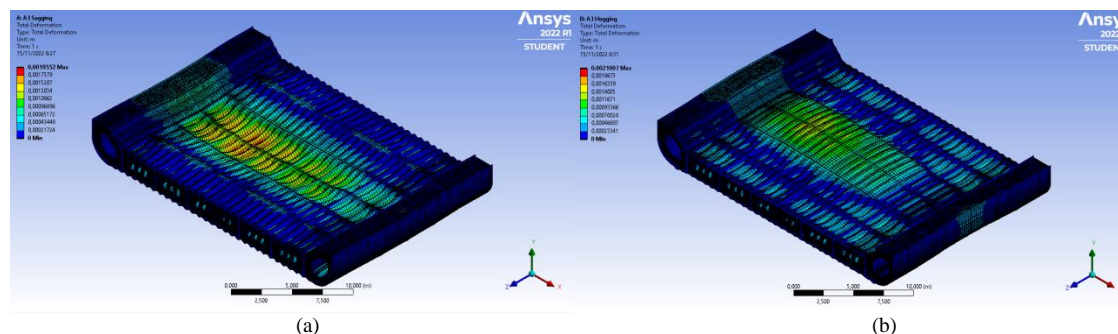 A: A3 Sagging
Total Deformation
Type: Total Deformation
Unit: m
Time: 1 s
15/11/2022 8:27
0,0019552 Max
0,0017379
0,0015207
0,0013034
0,0010862
0,00086896
0,00065172
0,00043448
0,00021724
0 Min
Ansys
2022 R1
STUDENT
0,000
5,000
10,000 (m)
2,500
7,500
Y
Z
X
(a)
B: A3 Hogging
Total Deformation
Type: Total Deformation
Unit: m
Time: 1 s
15/11/2022 8:31
0,0021007 Max
0,0018673
0,0016339
0,0014005
0,0011671
0,00093366
0,00070024
0,00046683
0,00023341
0 Min
Ansys
2022 R1
STUDENT
0,000
5,000
10,000 (m)
2,500
7,500
Y
Z
X
(b)